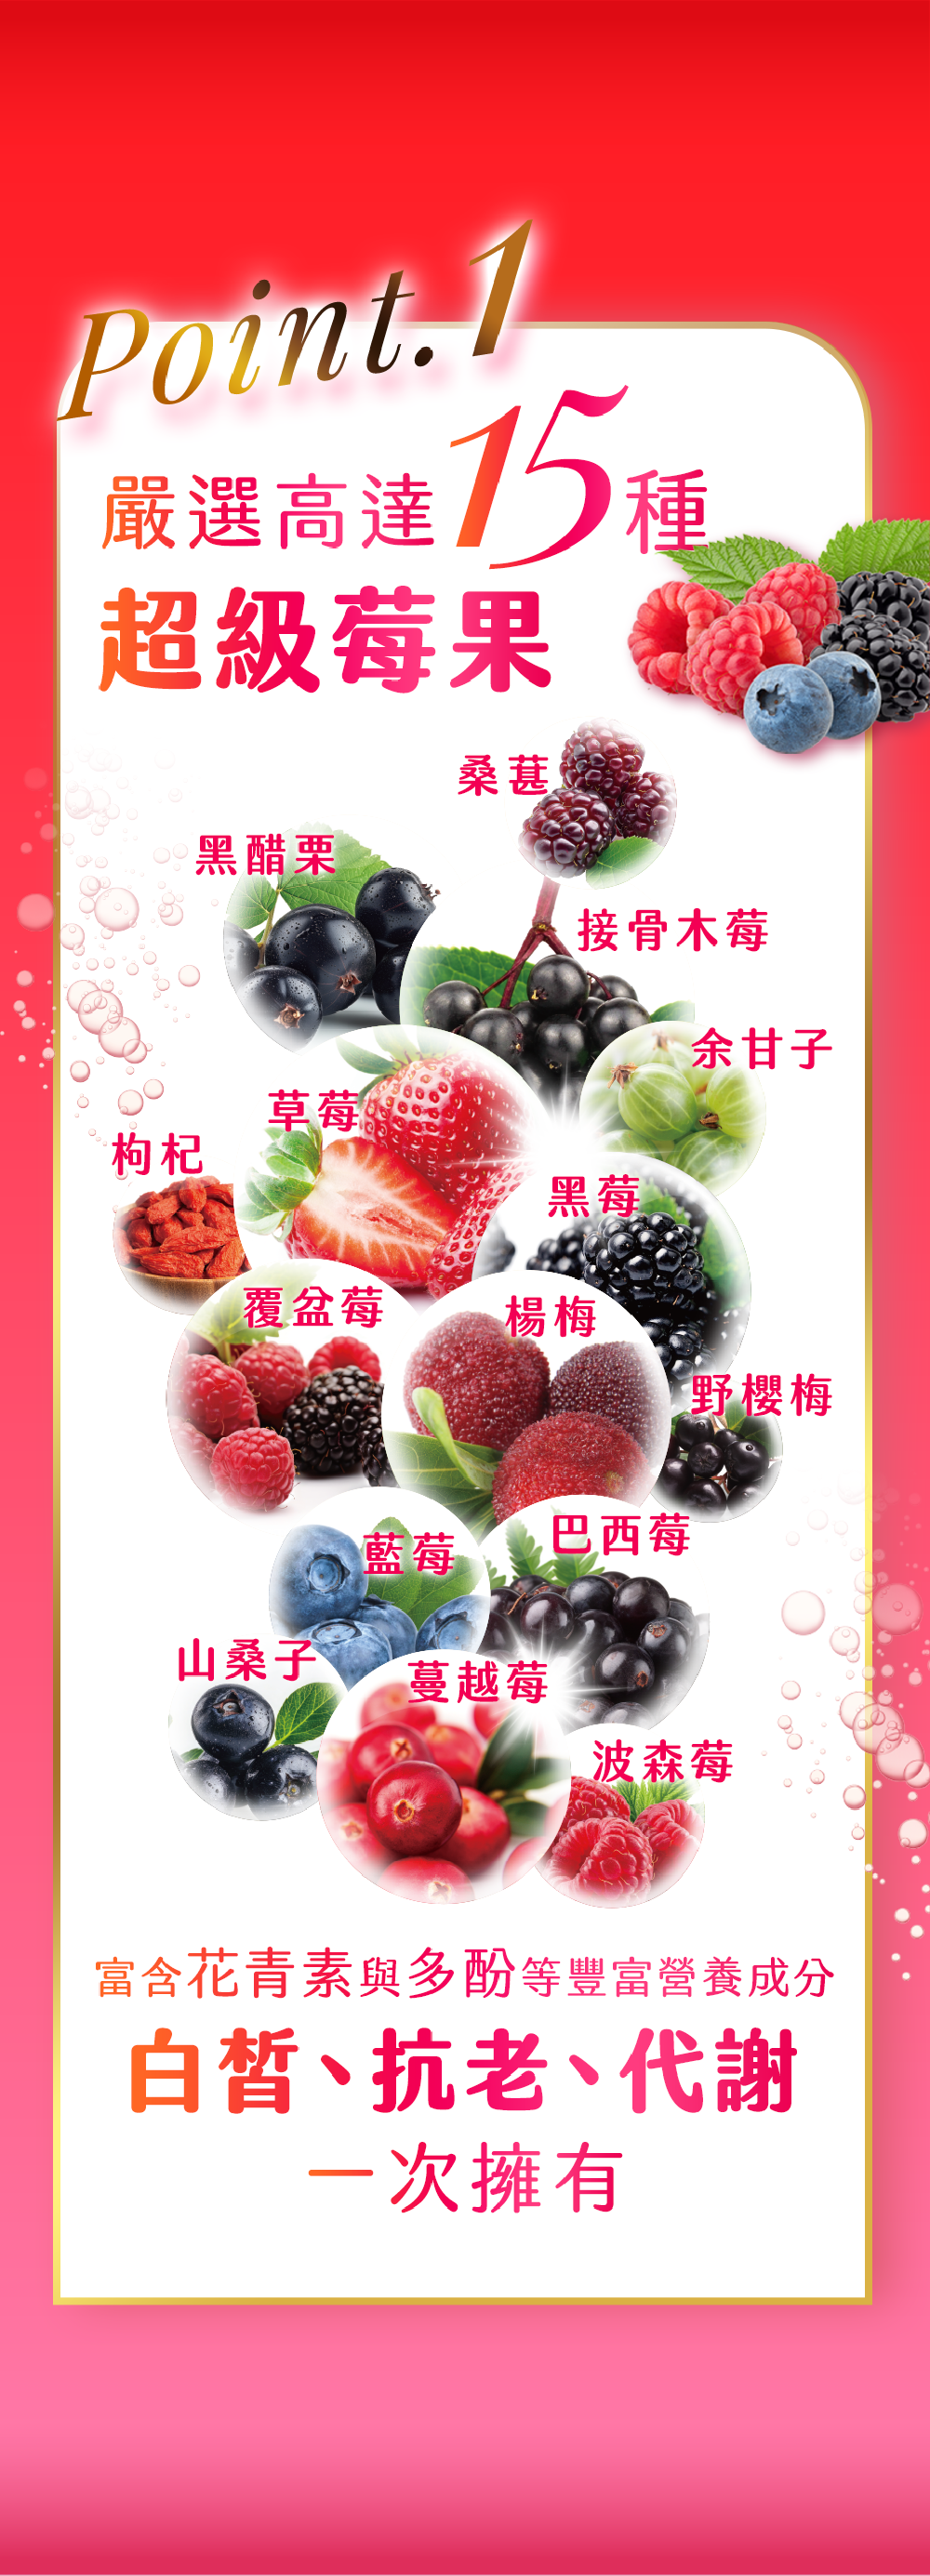 Point.1
嚴選高達15種
超級莓果
桑葚
黑醋栗
接骨木莓
余甘子
草莓
枸杞
黑莓
覆盆莓
楊梅
野櫻梅
藍莓
巴西莓
山桑子
蔓越莓
波森莓
富含花青素與多酚等豐富營養成分
白皙、抗老、代謝
一次擁有